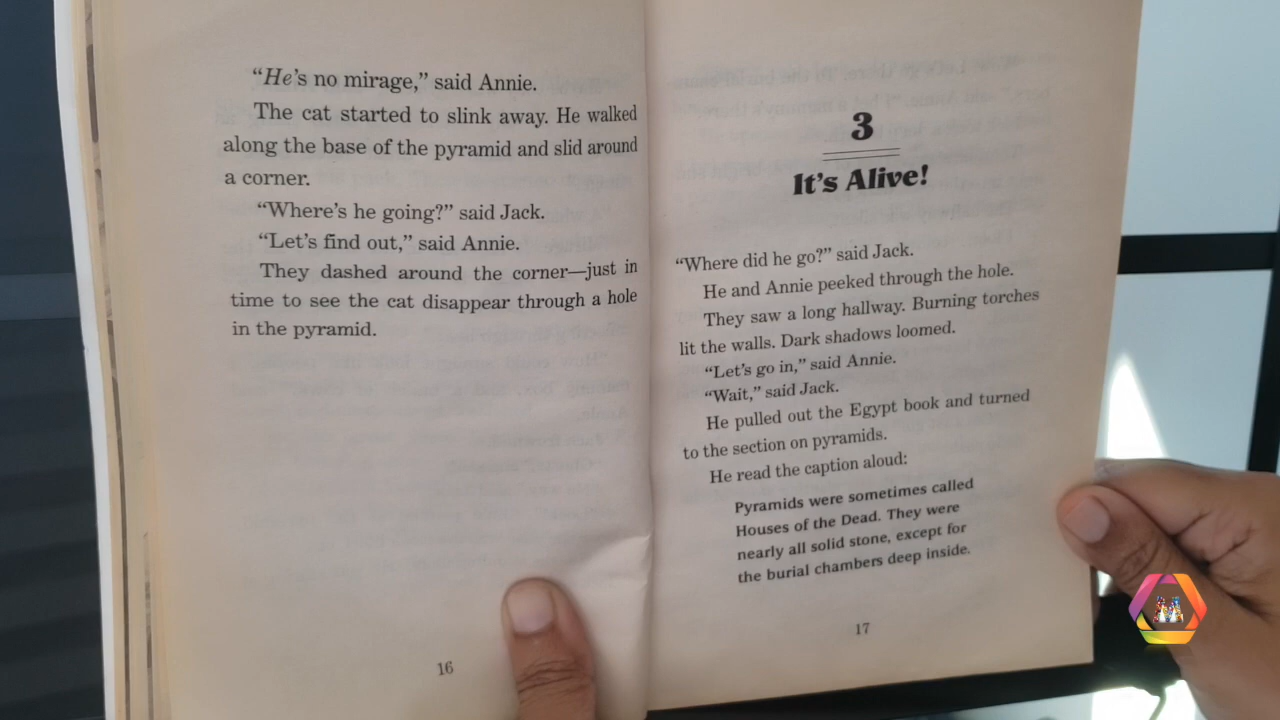 “He’s no mirage,” said Annie.
The cat started to slink away. He walked
along the base of the pyramid and slid around
a corner.
“Where’s he going?” said Jack.
“Let’s find out,” said Annie.
They dashed around the corner—just in
time to see the cat disappear through a hole
in the pyramid.
16
3
It’s Alive!
“Where did he go?” said Jack.
He and Annie peeked through the hole.
They saw a long hallway. Burning torches
lit the walls. Dark shadows loomed.
“Let’s go in,” said Annie.
“Wait,” said Jack.
He pulled out the Egypt book and turned
to the section on pyramids.
He read the caption aloud:
Pyramids were sometimes called
Houses of the Dead. They were
nearly all solid stone, except for
the burial chambers deep inside.
17
M